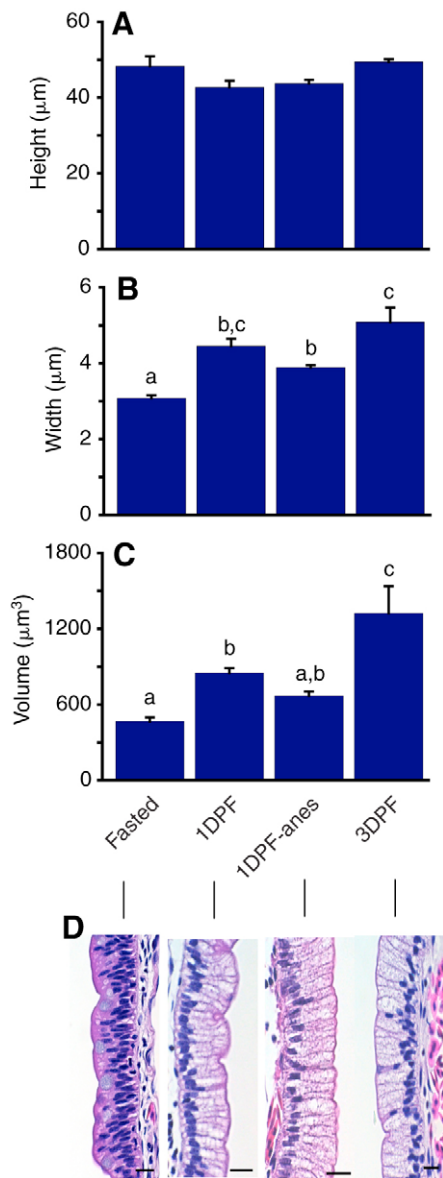 A
60
40
20
0
Height (μm)
B
6
4
2
0
Width (μm)
a
b,c
b
c
C
1800
1200
600
0
Volume (μm³)
a
b
a,b
c
Fasted
1DPF
1DPF-anes
3DPF
D